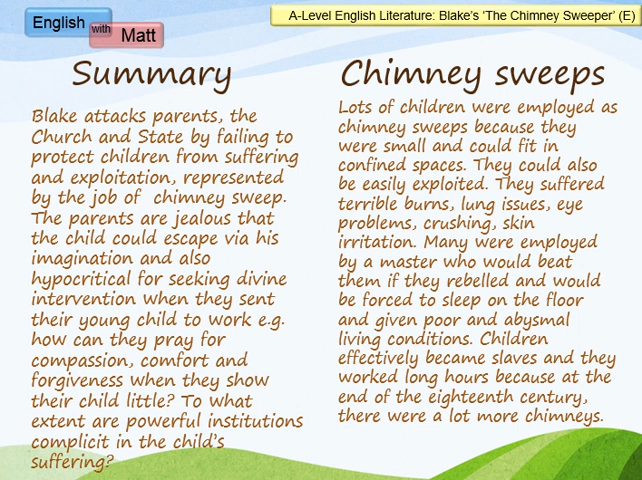 English
with
Matt
A-Level English Literature: Blake's 'The Chimney Sweeper' (E)
Summary
Blake attacks parents, the
Church and State by failing to
protect children from suffering
and exploitation, represented
by the job of chimney sweep.
The parents are jealous that
the child could escape via his
imagination and also
hypocritical for seeking divine
intervention when they sent
their young child to work e.g.
how can they pray for
compassion, comfort and
forgiveness when they show
their child little? To what
extent are powerful institutions
complicit in the child's
suffering?
Chimney sweeps
Lots of children were employed as
chimney sweeps because they
were small and could fit in
confined spaces. They could also
be easily exploited. They suffered
terrible burns, lung issues, eye
problems, crushing, skin
irritation. Many were employed
by a master who would beat
them if they rebelled and would
be forced to sleep on the floor
and given poor and abysmal
living conditions. Children
effectively became slaves and they
worked long hours because at the
end of the eighteenth century,
there were a lot more chimneys.